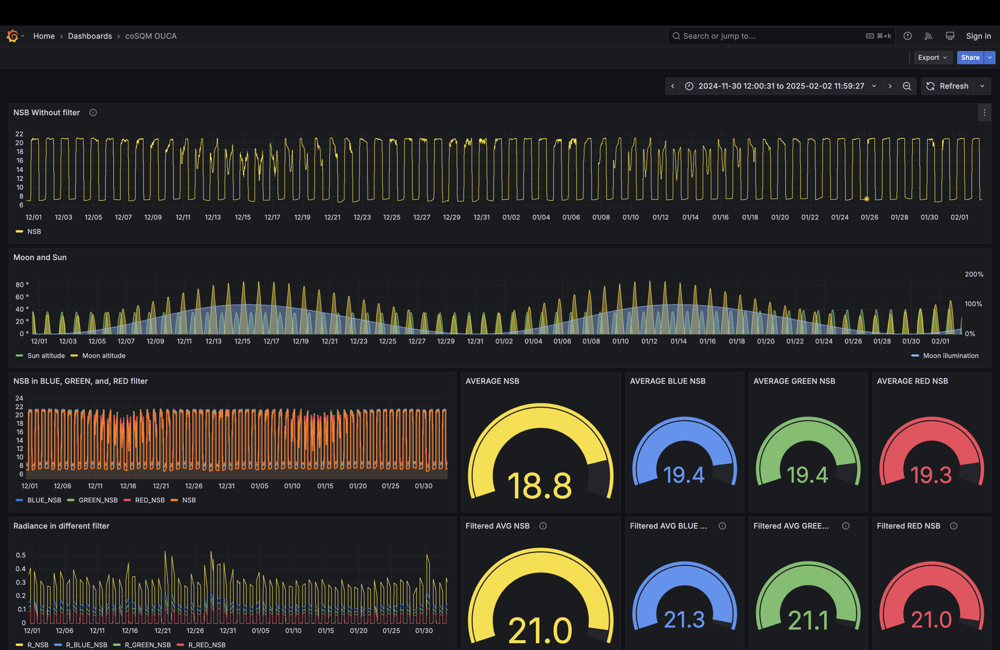 Home › Dashboards › coSQM OUCA
Search or jump to... ⌘+k Sign in
Export Share
2024-11-30 12:00:31 to 2025-02-02 11:59:27 Refresh
NSB Without filter
22
20
18
16
14
12
10
8
6
12/01 12/03 12/05 12/07 12/09 12/11 12/13 12/15 12/17 12/19 12/21 12/23 12/25 12/27 12/29 12/31 01/02 01/04 01/06 01/08 01/10 01/12 01/14 01/16 01/18 01/20 01/22 01/24 01/26 01/28 01/30 02/01
NSB
Moon and Sun
200%
80 °
60 °
100%
40 °
20 °
0 ° 0%
12/01 12/03 12/05 12/07 12/09 12/11 12/13 12/15 12/17 12/19 12/21 12/23 12/25 12/27 12/29 12/31 01/02 01/04 01/06 01/08 01/10 01/12 01/14 01/16 01/18 01/20 01/22 01/24 01/26 01/28 01/30 02/01
Sun altitude Moon altitude Moon illumination
NSB in BLUE, GREEN, and, RED filter
24
22
20
18
16
14
12
10
8
6
12/01 12/06 12/11 12/16 12/21 12/26 12/31 01/05 01/10 01/15 01/20 01/25 01/30
BLUE_NSB GREEN_NSB RED_NSB NSB
AVERAGE NSB
18.8
AVERAGE BLUE NSB
19.4
AVERAGE GREEN NSB
19.4
AVERAGE RED NSB
19.3
Radiance in different filter
0.5
0.4
0.3
0.2
0.1
0
12/01 12/06 12/11 12/16 12/21 12/26 12/31 01/05 01/10 01/15 01/20 01/25 01/30
R_NSB R_BLUE_NSB R_GREEN_NSB R_RED_NSB
Filtered AVG NSB
21.0
Filtered AVG BLUE ...
21.3
Filtered AVG GREE...
21.1
Filtered RED NSB
21.0